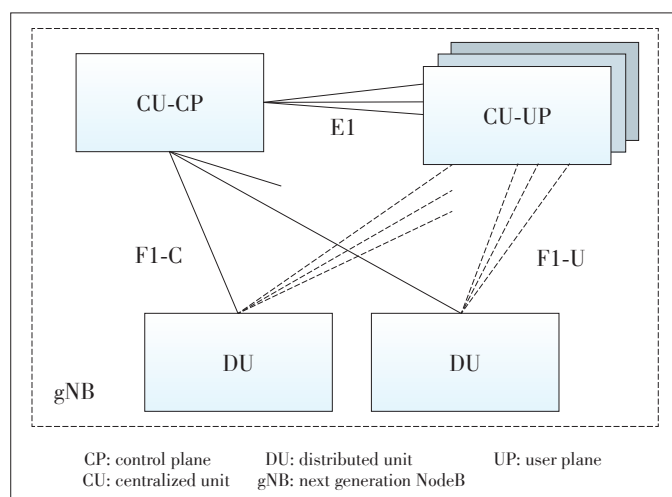 CU-CP
CU-UP
E1
F1-C
F1-U
DU
DU
gNB
CP: control plane DU: distributed unit UP: user plane
CU: centralized unit gNB: next generation NodeB